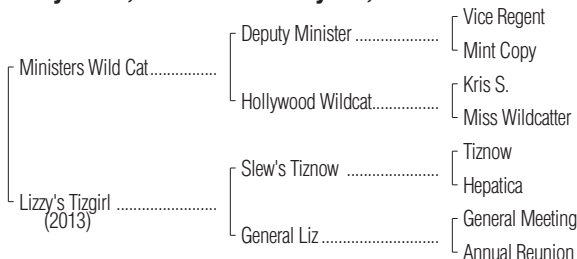 Vice Regent
Deputy Minister ....................
Mint Copy
Ministers Wild Cat................
Kris S.
Hollywood Wildcat................
Miss Wildcatter
Tiznow
Slew's Tiznow ......................
Hepatica
Lizzy's Tizgirl ........................
(2013)
General Meeting
General Liz ............................
Annual Reunion